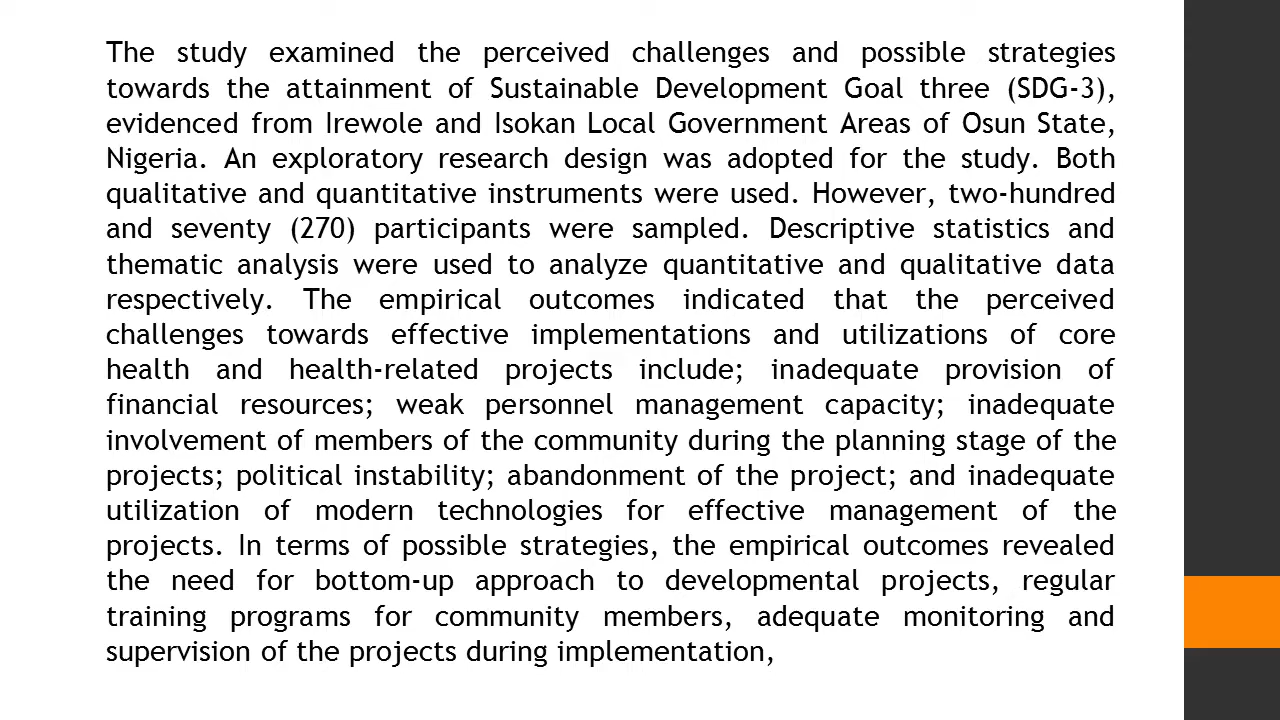 The study examined the perceived challenges and possible strategies
towards the attainment of Sustainable Development Goal three (SDG-3),
evidenced from Irewole and Isokan Local Government Areas of Osun State,
Nigeria. An exploratory research design was adopted for the study. Both
qualitative and quantitative instruments were used. However, two-hundred
and seventy (270) participants were sampled. Descriptive statistics and
thematic analysis were used to analyze quantitative and qualitative data
respectively. The empirical outcomes indicated that the perceived
challenges towards effective implementations and utilizations of core
health and health-related projects include; inadequate provision of
financial resources; weak personnel management capacity; inadequate
involvement of members of the community during the planning stage of the
projects; political instability; abandonment of the project; and inadequate
utilization of modern technologies for effective management of the
projects. In terms of possible strategies, the empirical outcomes revealed
the need for bottom-up approach to developmental projects, regular
training programs for community members, adequate monitoring and
supervision of the projects during implementation,